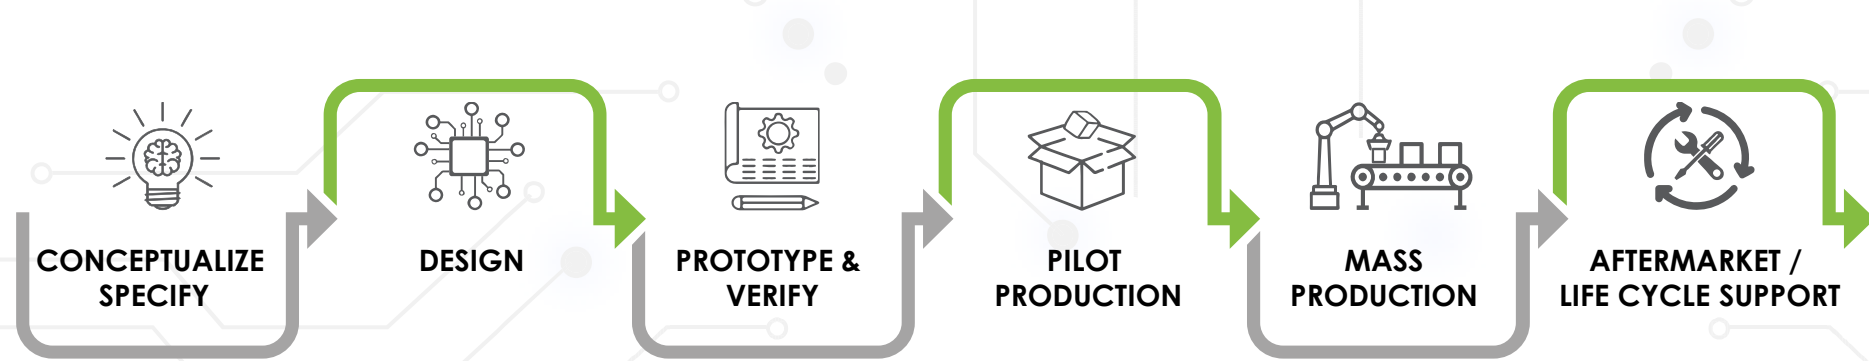 CONCEPTUALIZE
SPECIFY
DESIGN
PROTOTYPE &
VERIFY
PILOT
PRODUCTION
MASS
PRODUCTION
AFTERMARKET /
LIFE CYCLE SUPPORT